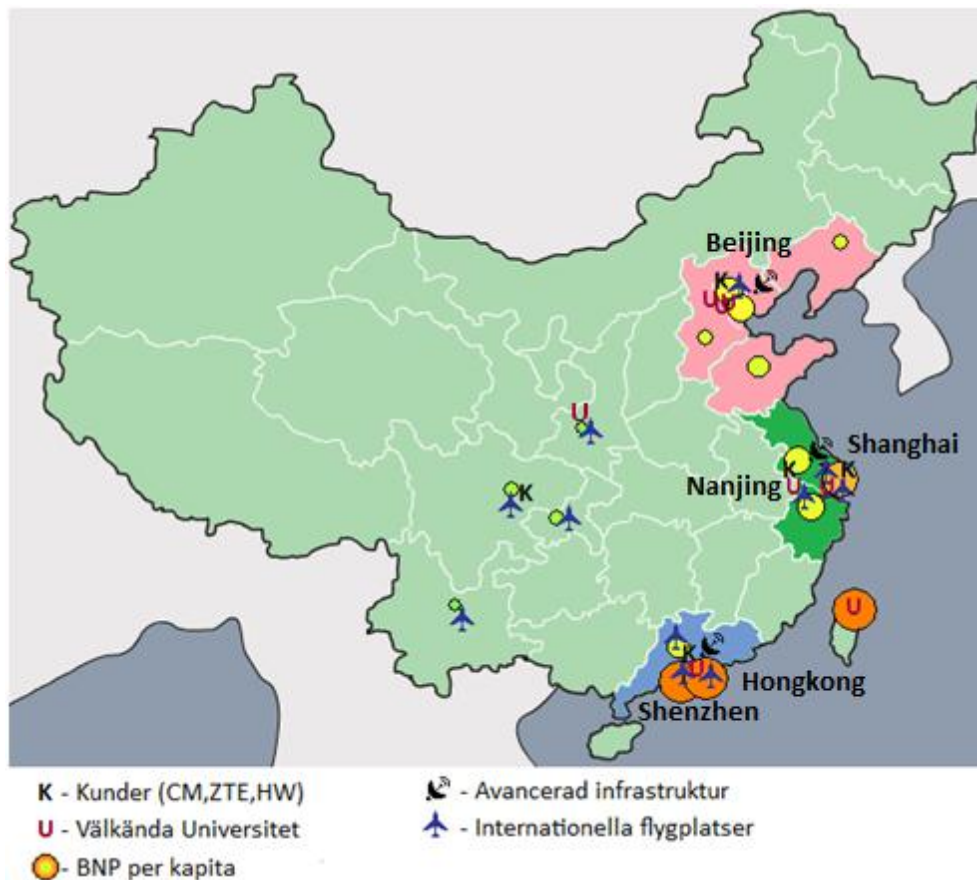 Beijing
K
U U
U
K
Shanghai
K
K
Nanjing
U
U
U
K
U
Hongkong
Shenzhen
K - Kunder (CM,ZTE,HW)
- Avancerad infrastruktur
U - Välkända Universitet
- Internationella flygplatser
- BNP per kapita